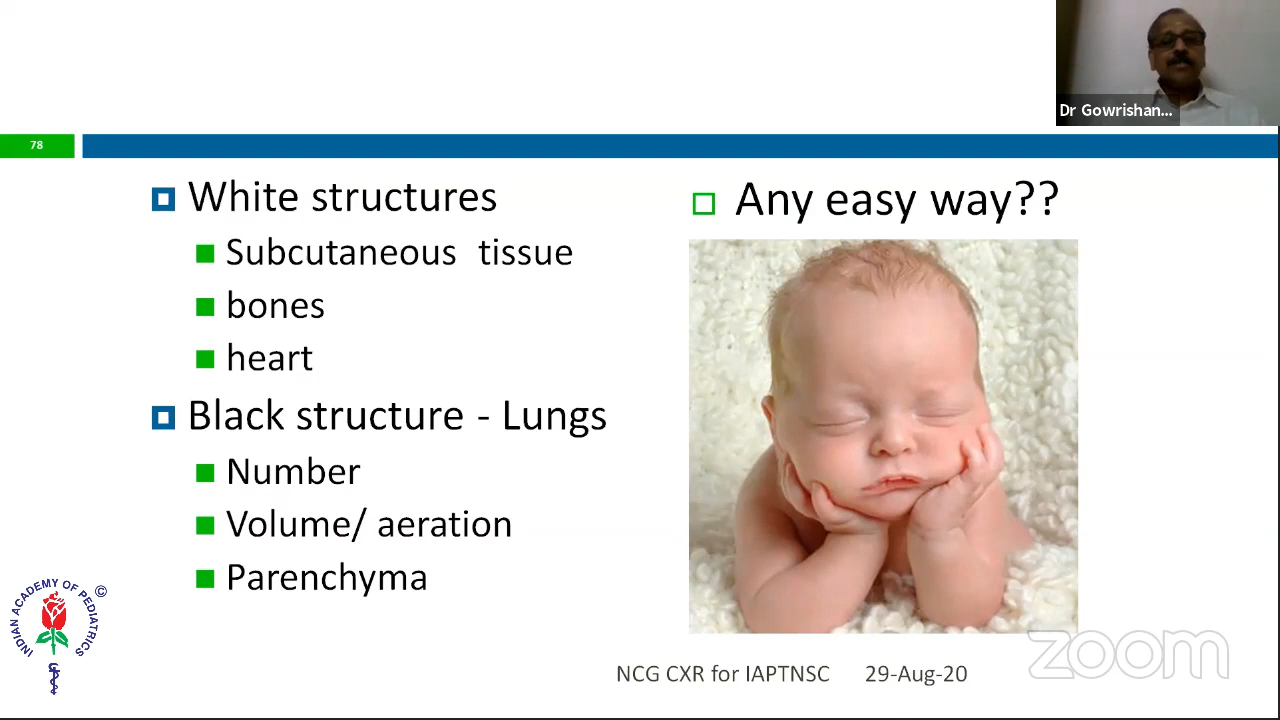 Dr Gowrishan...
78
White structures
Subcutaneous tissue
bones
heart
Black structure - Lungs
Number
Volume/ aeration
Parenchyma
Any easy way??
INDIAN ACADEMY OF PEDIATRICS
©
NCG CXR for IAPTNSC 29-Aug-20
zoom